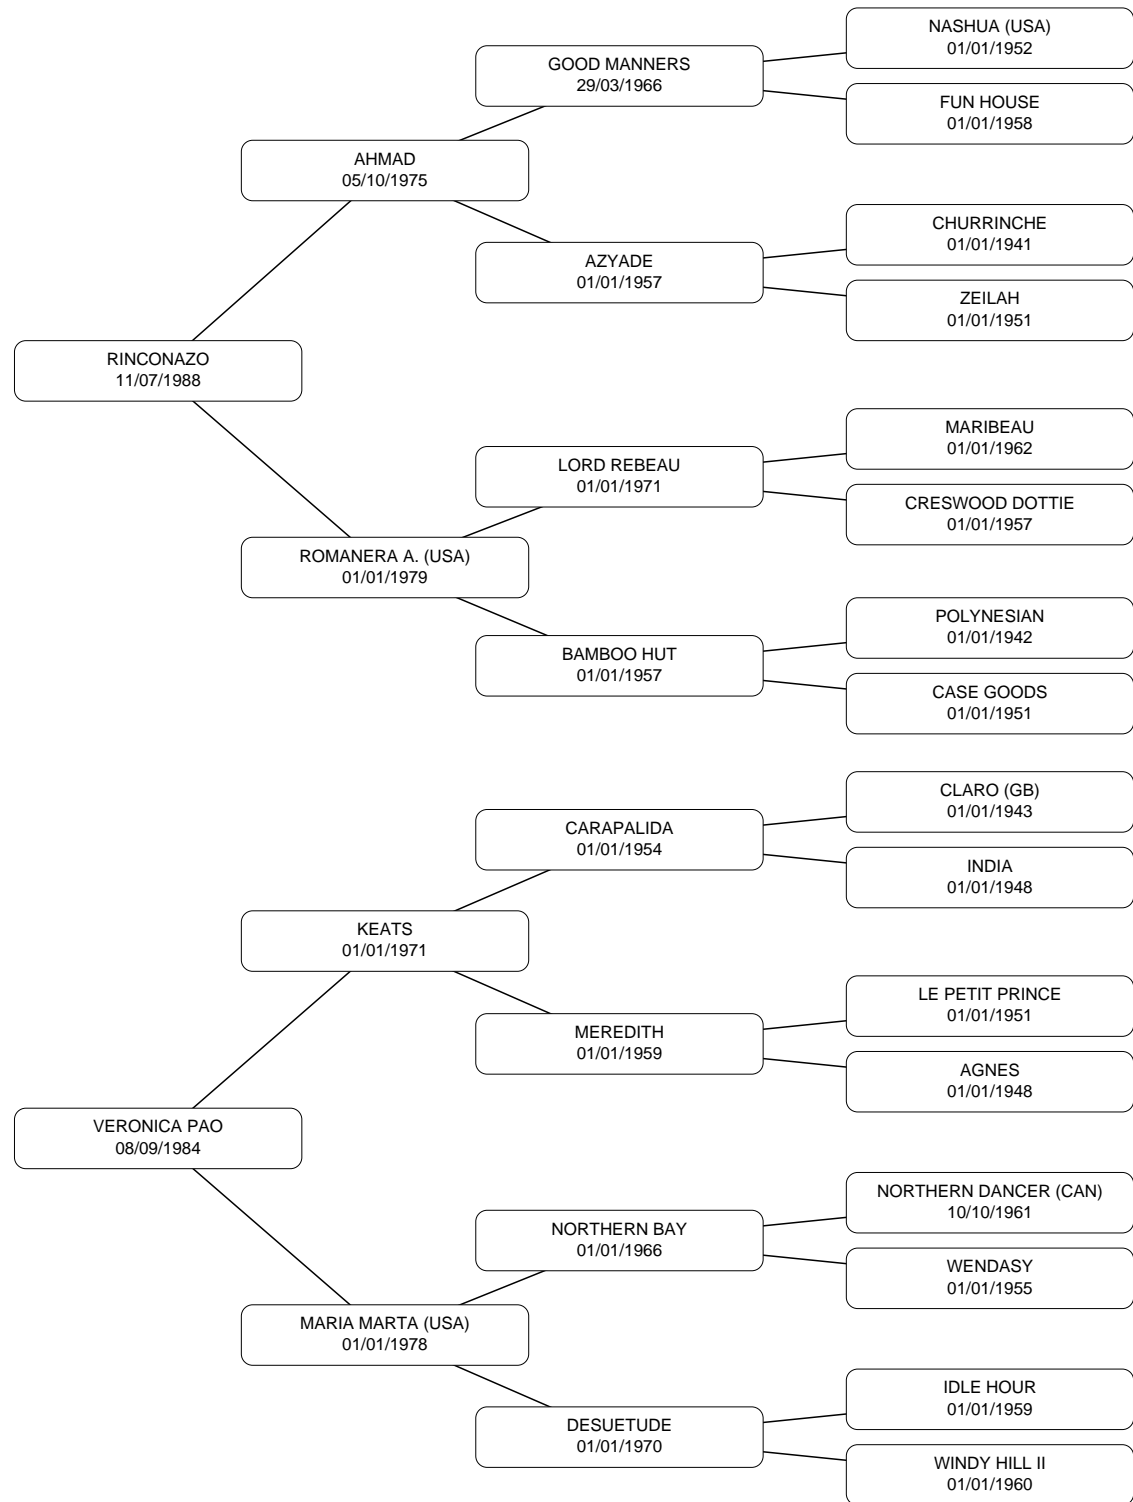 NASHUA (USA)
01/01/1952
GOOD MANNERS
29/03/1966
FUN HOUSE
01/01/1958
AHMAD
05/10/1975
CHURRINCHE
01/01/1941
AZYADE
01/01/1957
ZEILAH
01/01/1951
RINCONAZO
11/07/1988
MARIBEAU
01/01/1962
LORD REBEAU
01/01/1971
CRESWOOD DOTTIE
01/01/1957
ROMANERA A. (USA)
01/01/1979
POLYNESIAN
01/01/1942
BAMBOO HUT
01/01/1957
CASE GOODS
01/01/1951
CLARO (GB)
01/01/1943
CARAPALIDA
01/01/1954
INDIA
01/01/1948
KEATS
01/01/1971
LE PETIT PRINCE
01/01/1951
MEREDITH
01/01/1959
AGNES
01/01/1948
VERONICA PAO
08/09/1984
NORTHERN DANCER (CAN)
10/10/1961
NORTHERN BAY
01/01/1966
WENDASY
01/01/1955
MARIA MARTA (USA)
01/01/1978
IDLE HOUR
01/01/1959
DESUETUDE
01/01/1970
WINDY HILL II
01/01/1960